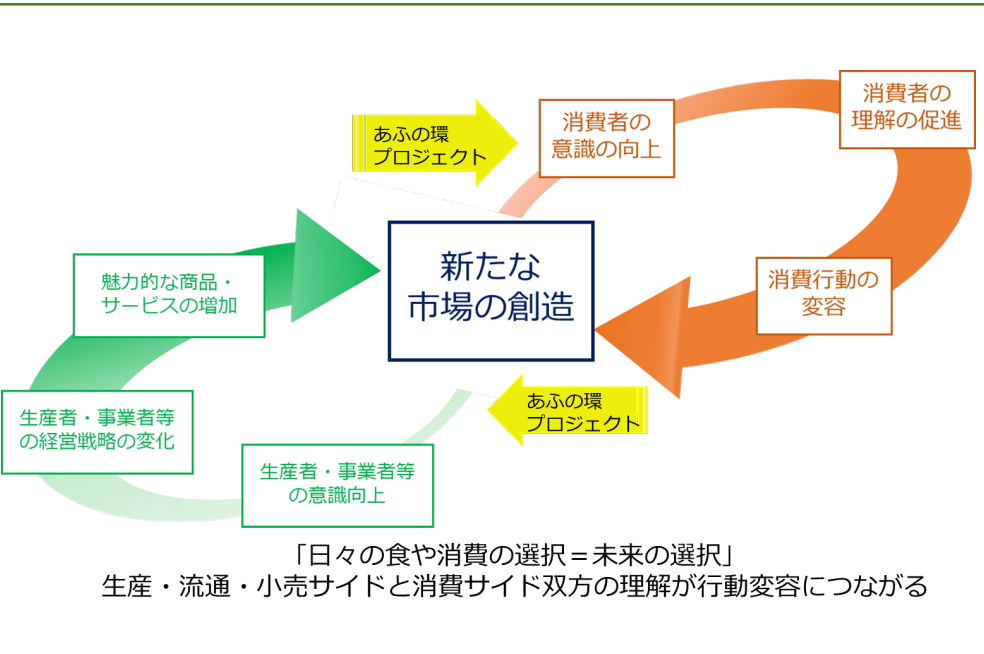 あふの環
プロジェクト
消費者の
意識の向上
消費者の
理解の促進
消費行動の
変容
新たな
市場の創造
魅力的な商品・
サービスの増加
生産者・事業者等
の経営戦略の変化
生産者・事業者等
の意識向上
あふの環
プロジェクト
「日々の食や消費の選択＝未来の選択」
生産・流通・小売サイドと消費サイド双方の理解が行動変容につながる